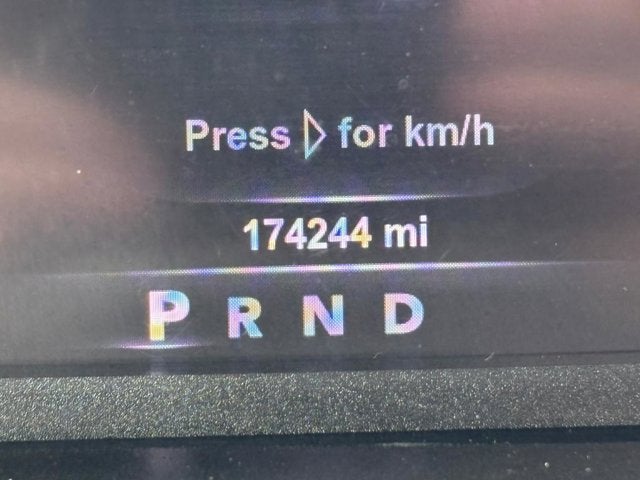 Press ▷ for km/h
174244 mi
P R N D